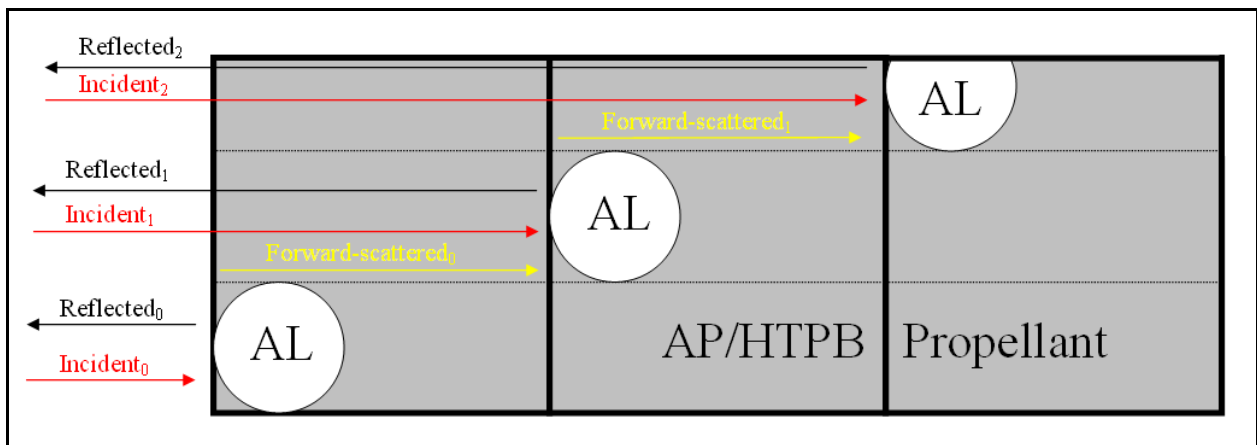 Reflected₂
Incident₂
AL
Forward-scattered₁
Reflected₁
Incident₁
AL
Forward-scattered₀
Reflected₀
AL
AP/HTPB Propellant
Incident₀